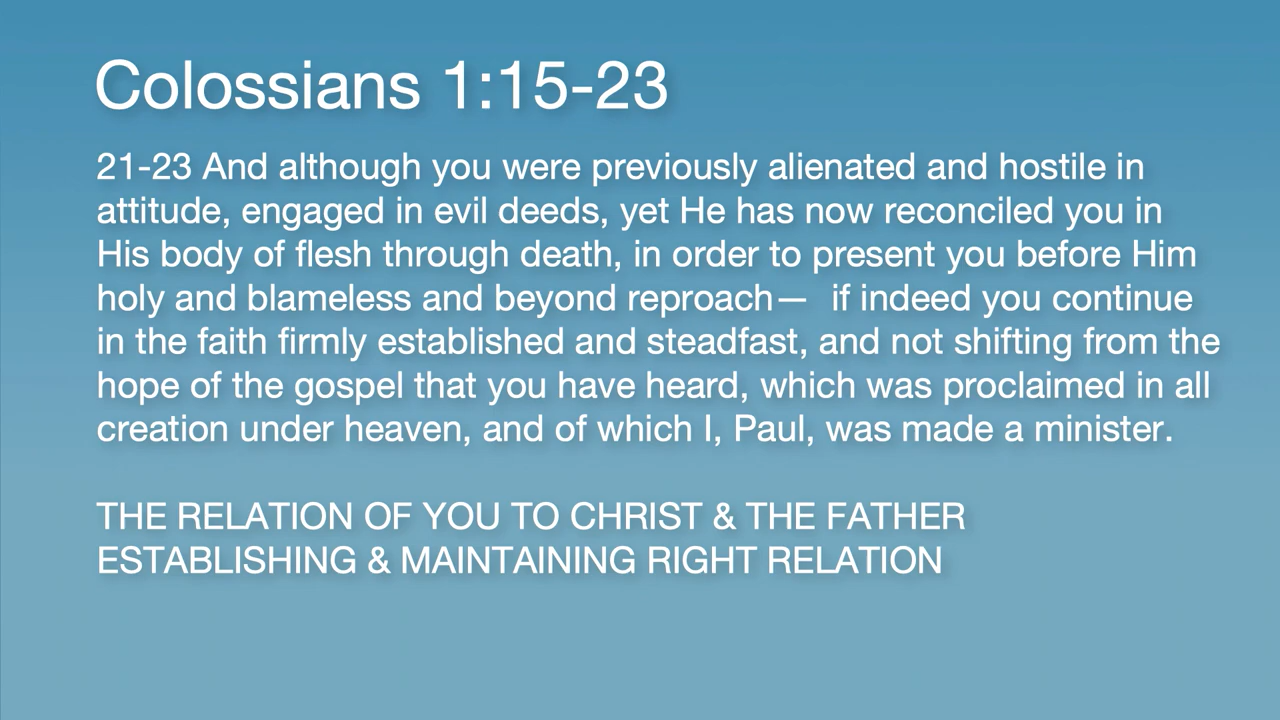 Colossians 1:15-23
21-23 And although you were previously alienated and hostile in
attitude, engaged in evil deeds, yet He has now reconciled you in
His body of flesh through death, in order to present you before Him
holy and blameless and beyond reproach—  if indeed you continue
in the faith firmly established and steadfast, and not shifting from the
hope of the gospel that you have heard, which was proclaimed in all
creation under heaven, and of which I, Paul, was made a minister.
THE RELATION OF YOU TO CHRIST & THE FATHER
ESTABLISHING & MAINTAINING RIGHT RELATION